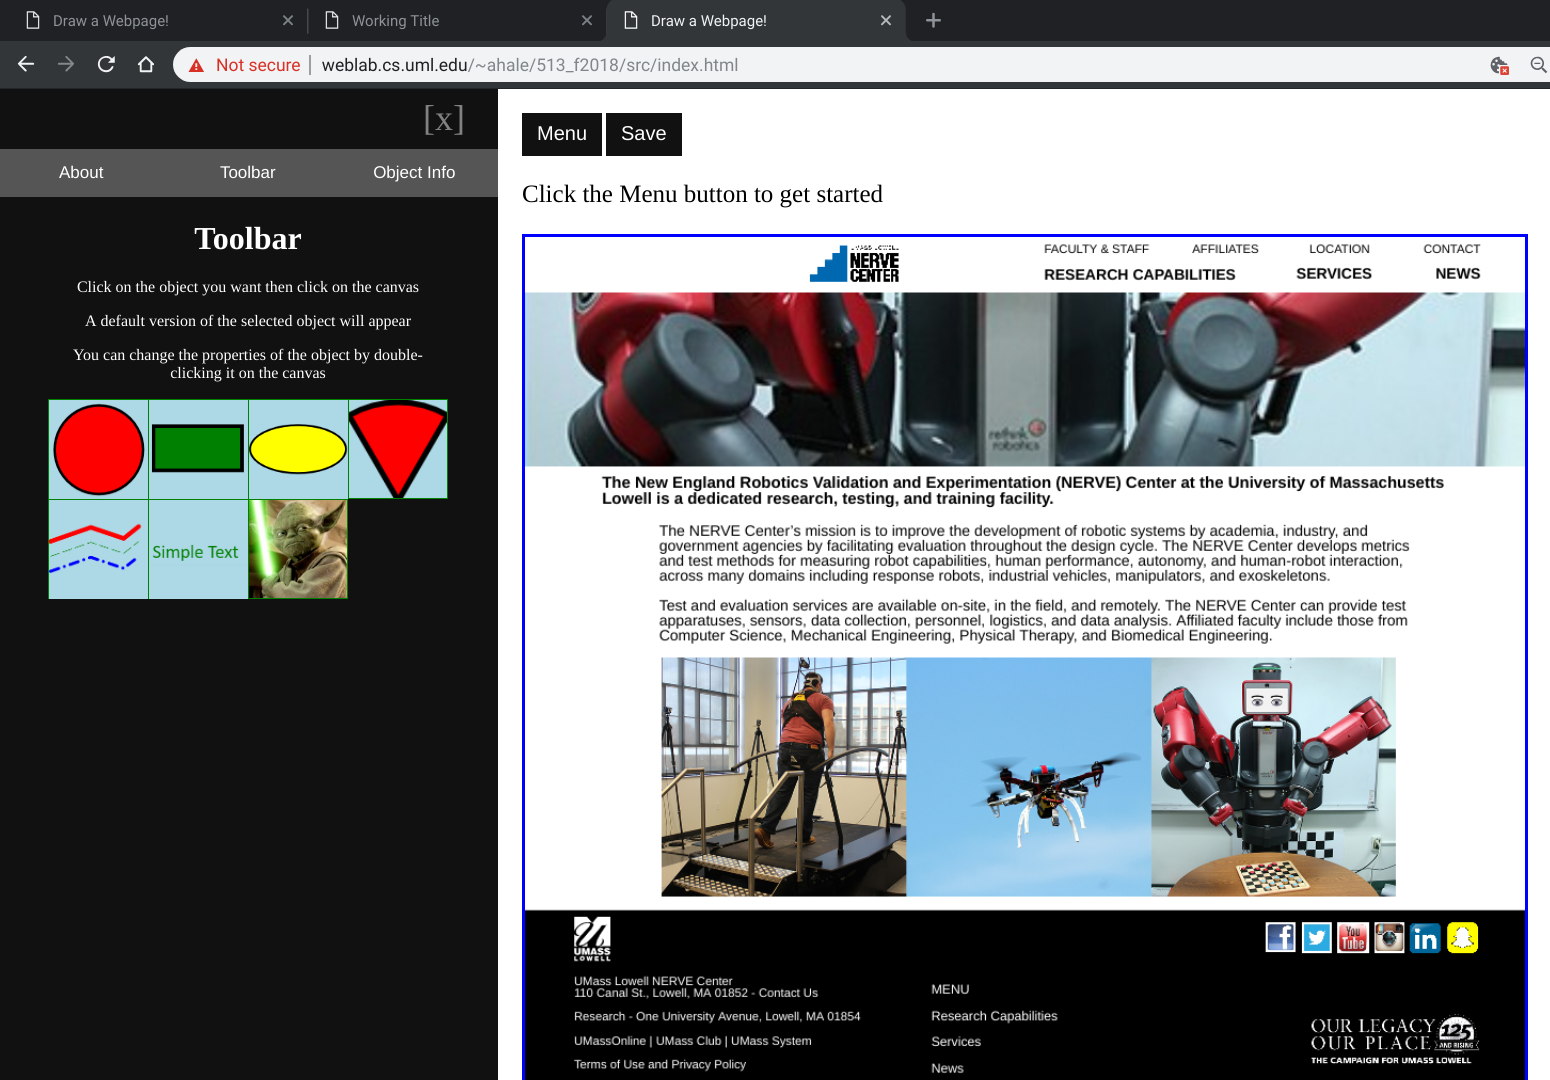 Draw a Webpage!
Working Title
Draw a Webpage!
Not secure | weblab.cs.uml.edu/~ahale/513_f2018/src/index.html
[x]
About Toolbar Object Info
Toolbar
Click on the object you want then click on the canvas
A default version of the selected object will appear
You can change the properties of the object by double-
clicking it on the canvas
Simple Text
Menu Save
Click the Menu button to get started
NERVE
CENTER
FACULTY & STAFF AFFILIATES LOCATION CONTACT
RESEARCH CAPABILITIES SERVICES NEWS
rethink
robotics
The New England Robotics Validation and Experimentation (NERVE) Center at the University of Massachusetts
Lowell is a dedicated research, testing, and training facility.
The NERVE Center’s mission is to improve the development of robotic systems by academia, industry, and
government agencies by facilitating evaluation throughout the design cycle. The NERVE Center develops metrics
and test methods for measuring robot capabilities, human performance, autonomy, and human-robot interaction,
across many domains including response robots, industrial vehicles, manipulators, and exoskeletons.
Test and evaluation services are available on-site, in the field, and remotely. The NERVE Center can provide test
apparatuses, sensors, data collection, personnel, logistics, and data analysis. Affiliated faculty include those from
Computer Science, Mechanical Engineering, Physical Therapy, and Biomedical Engineering.
UMASS
LOWELL
You
Tube
in
UMass Lowell NERVE Center
110 Canal St., Lowell, MA 01852 - Contact Us
Research - One University Avenue, Lowell, MA 01854
UMassOnline | UMass Club | UMass System
Terms of Use and Privacy Policy
MENU
Research Capabilities
Services
News
OUR LEGACY
OUR PLACE
125
AND RISING
THE CAMPAIGN FOR UMASS LOWELL